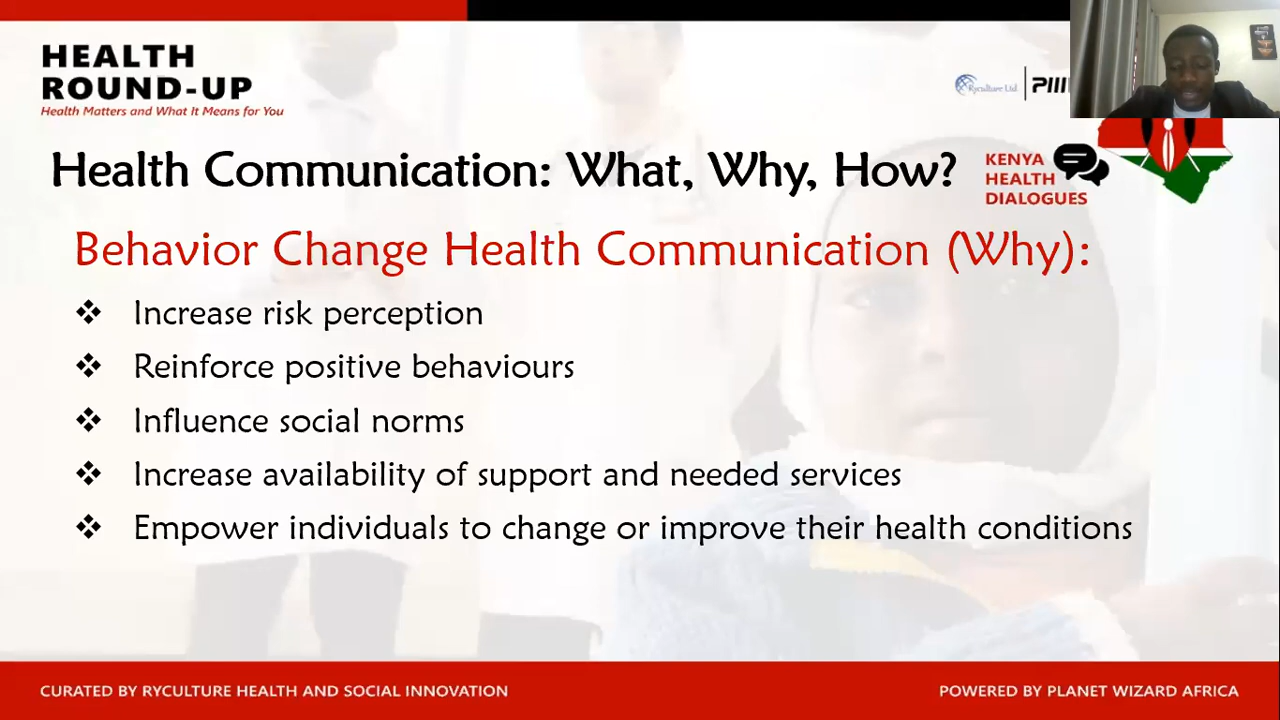 HEALTH
ROUND-UP
Health Matters and What It Means for You
Ryculture Ltd.
Health Communication: What, Why, How?
KENYA
HEALTH
DIALOGUES
Behavior Change Health Communication (Why):
❖ Increase risk perception
❖ Reinforce positive behaviours
❖ Influence social norms
❖ Increase availability of support and needed services
❖ Empower individuals to change or improve their health conditions
CURATED BY RYCULTURE HEALTH AND SOCIAL INNOVATION
POWERED BY PLANET WIZARD AFRICA